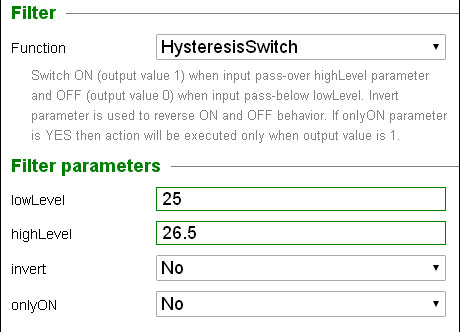 Filter
Function HysteresisSwitch
Switch ON (output value 1) when input pass-over highLevel parameter
and OFF (output value 0) when input pass-below lowLevel. Invert
parameter is used to reverse ON and OFF behavior. If onlyON parameter
is YES then action will be executed only when output value is 1.
Filter parameters
lowLevel 25
highLevel 26.5
invert No
onlyON No